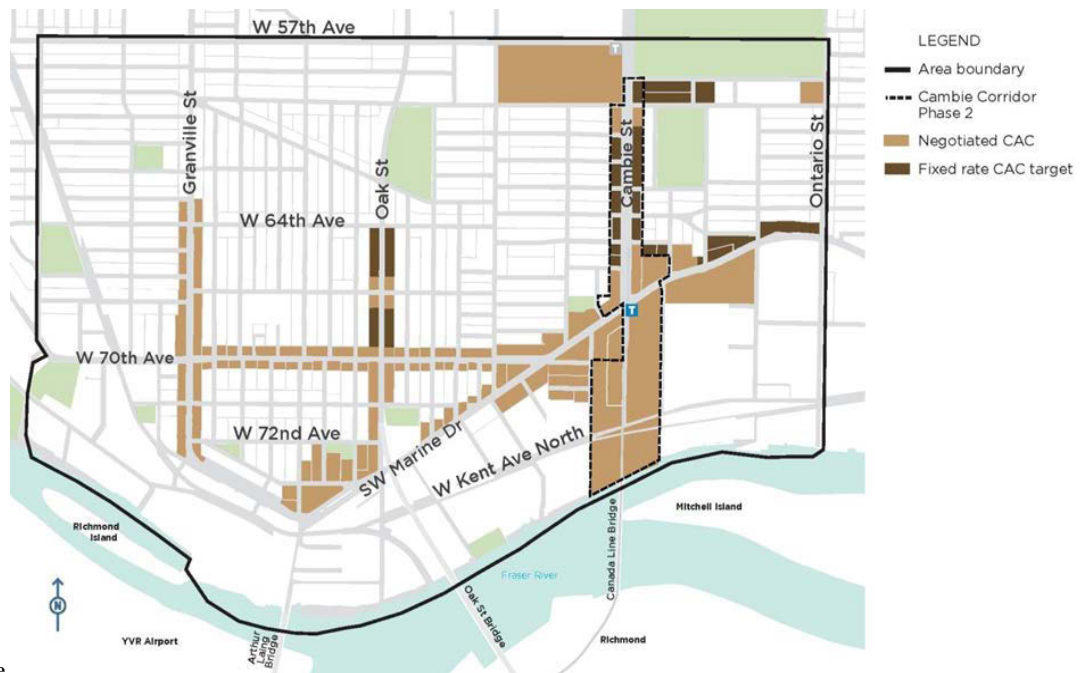 W 57th Ave
T
LEGEND
Area boundary
Cambie Corridor
Phase 2
Negotiated CAC
Fixed rate CAC target
Granville St
Oak St
Cambie St
Ontario St
W 64th Ave
T
W 70th Ave
W 72nd Ave
SW Marine Dr
W Kent Ave North
Richmond
Island
Mitchell Island
Canada Line Bridge
Fraser River
Oak St Bridge
N
YVR Airport
Arthur
Laing
Bridge
Richmond
e